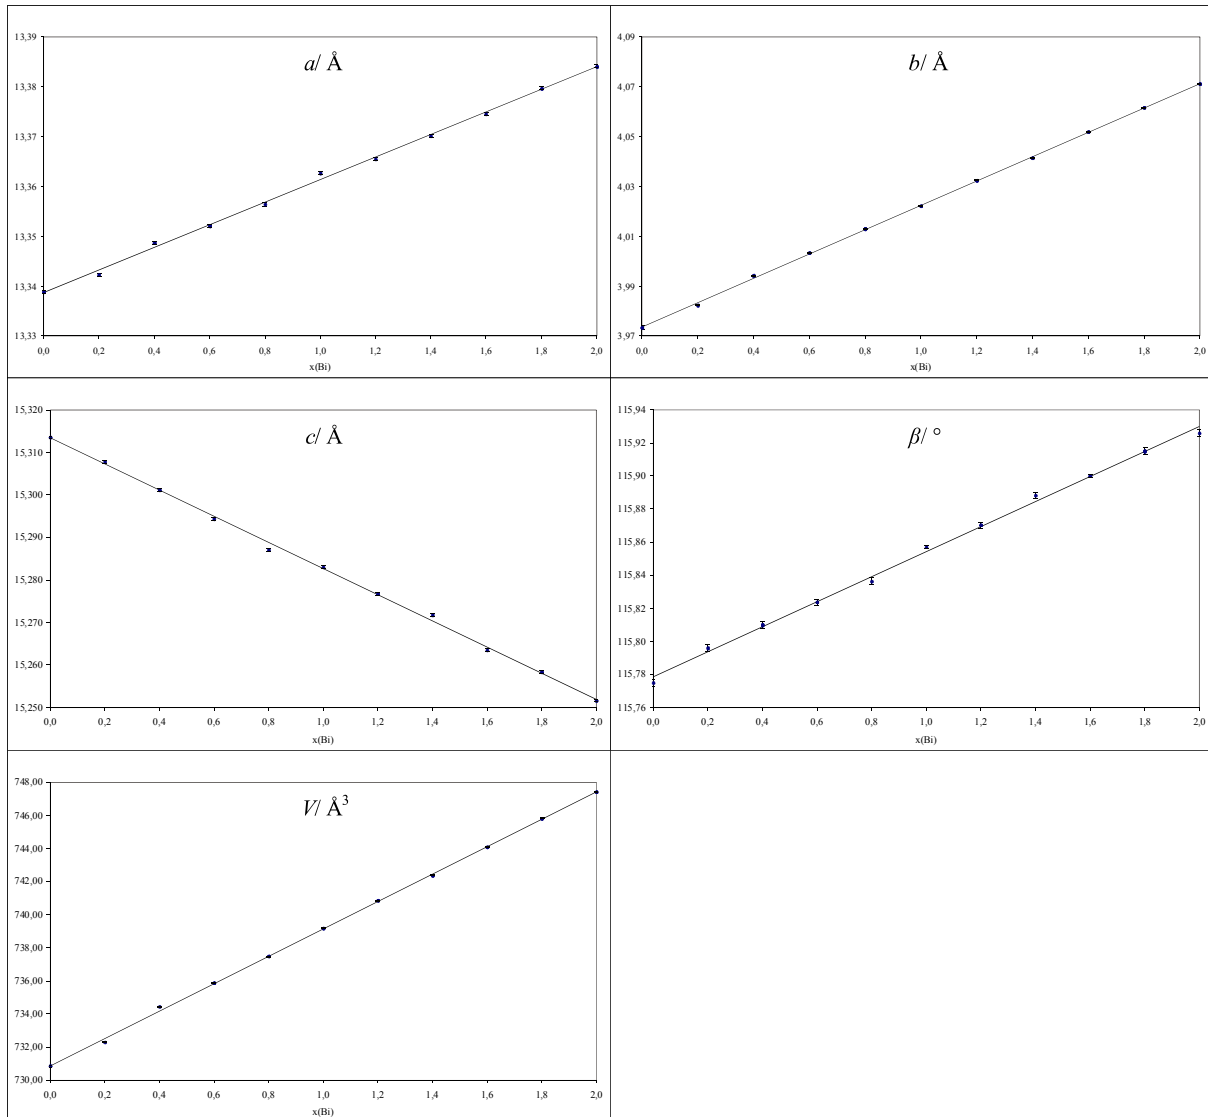 a/ Å
13,39
13,38
13,37
13,36
13,35
13,34
13,33
0,0 0,2 0,4 0,6 0,8 1,0 1,2 1,4 1,6 1,8 2,0
x(Bi)
b/ Å
4,09
4,07
4,05
4,03
4,01
3,99
3,97
0,0 0,2 0,4 0,6 0,8 1,0 1,2 1,4 1,6 1,8 2,0
x(Bi)
c/ Å
15,320
15,310
15,300
15,290
15,280
15,270
15,260
15,250
0,0 0,2 0,4 0,6 0,8 1,0 1,2 1,4 1,6 1,8 2,0
x(Bi)
β/ °
115,94
115,92
115,90
115,88
115,86
115,84
115,82
115,80
115,78
115,76
0,0 0,2 0,4 0,6 0,8 1,0 1,2 1,4 1,6 1,8 2,0
x(Bi)
V/ Å³
748,00
746,00
744,00
742,00
740,00
738,00
736,00
734,00
732,00
730,00
0,0 0,2 0,4 0,6 0,8 1,0 1,2 1,4 1,6 1,8 2,0
x(Bi)